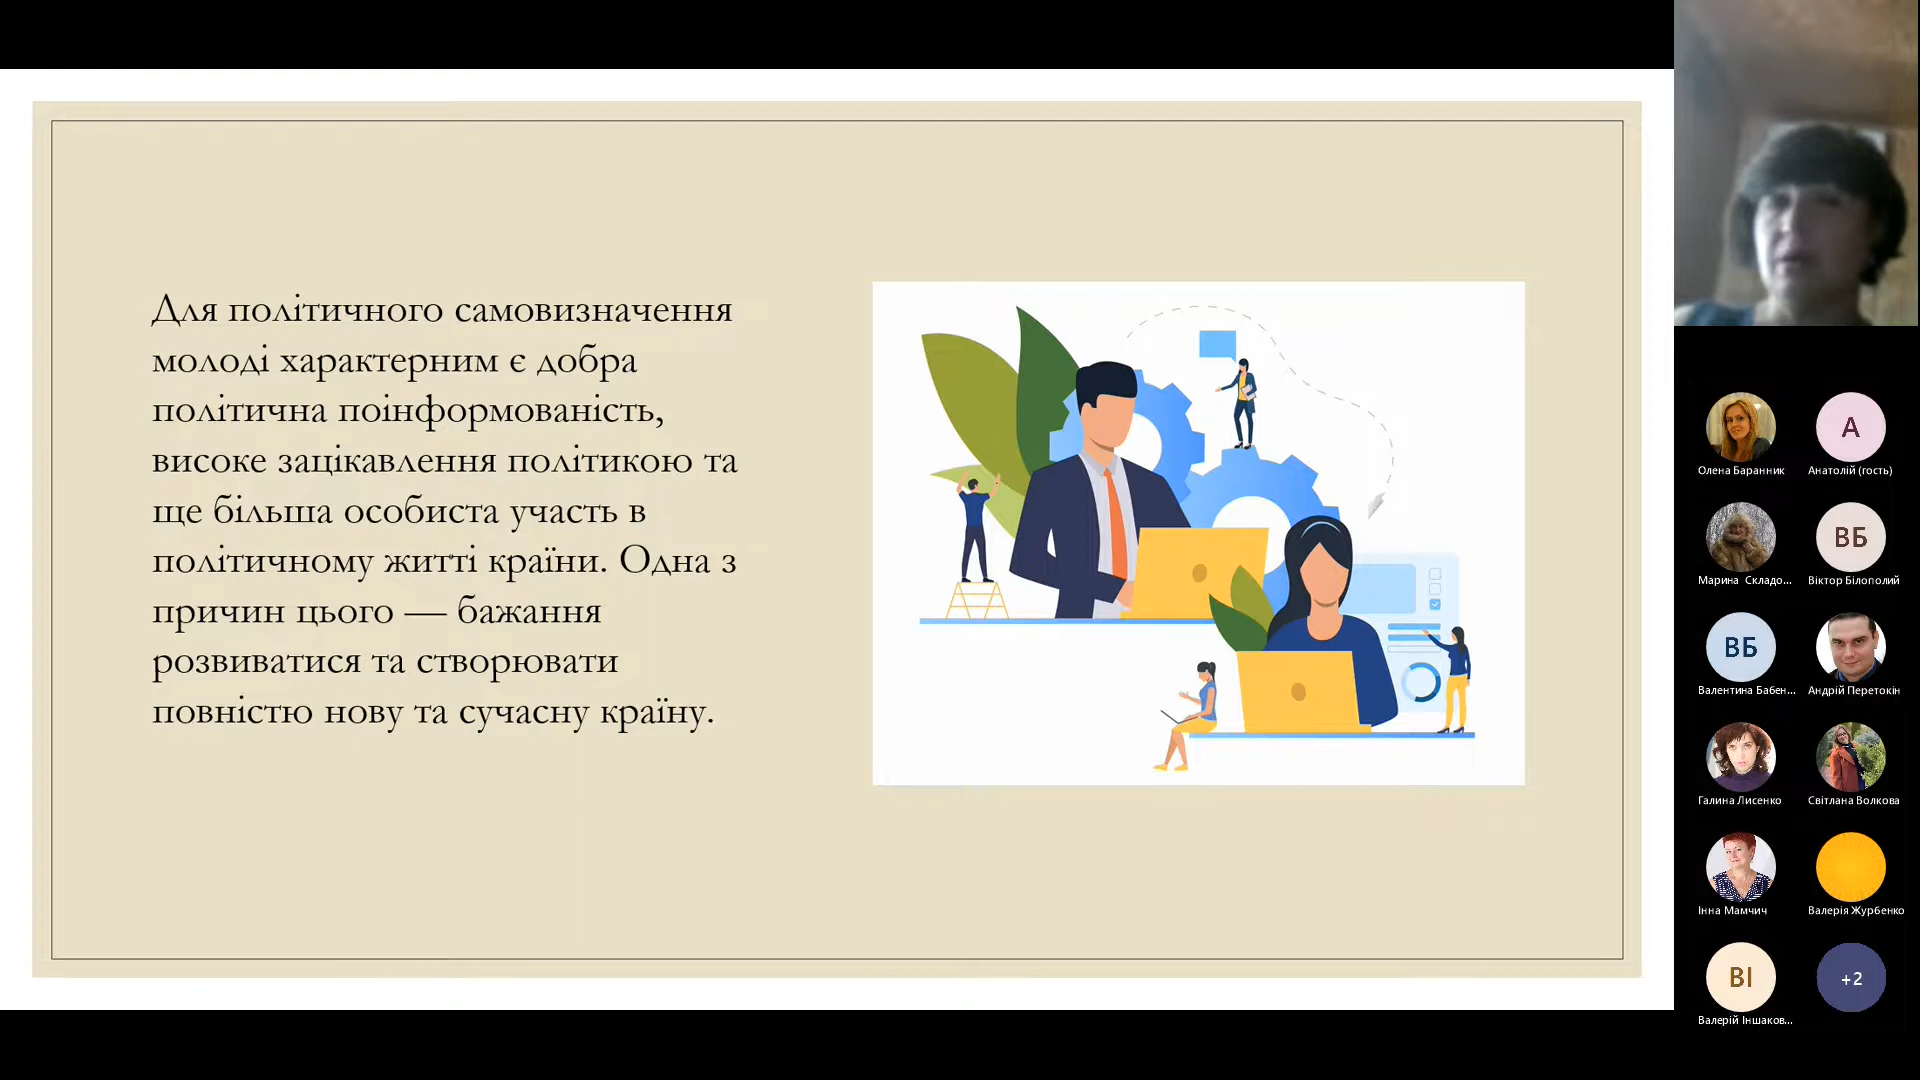 Для політичного самовизначення
молоді характерним є добра
політична поінформованість,
високе зацікавлення політикою та
ще більша особиста участь в
політичному житті країни. Одна з
причин цього — бажання
розвиватися та створювати
повністю нову та сучасну країну.
Олена Баранник
А
Анатолій (гость)
Марина Складо...
ВБ
Віктор Білополий
ВБ
Валентина Бабен...
Андрій Перетокін
Галина Лисенко
Світлана Волкова
Інна Мамчич
Валерія Журбенко
ВІ
Валерій Іншаков...
+2